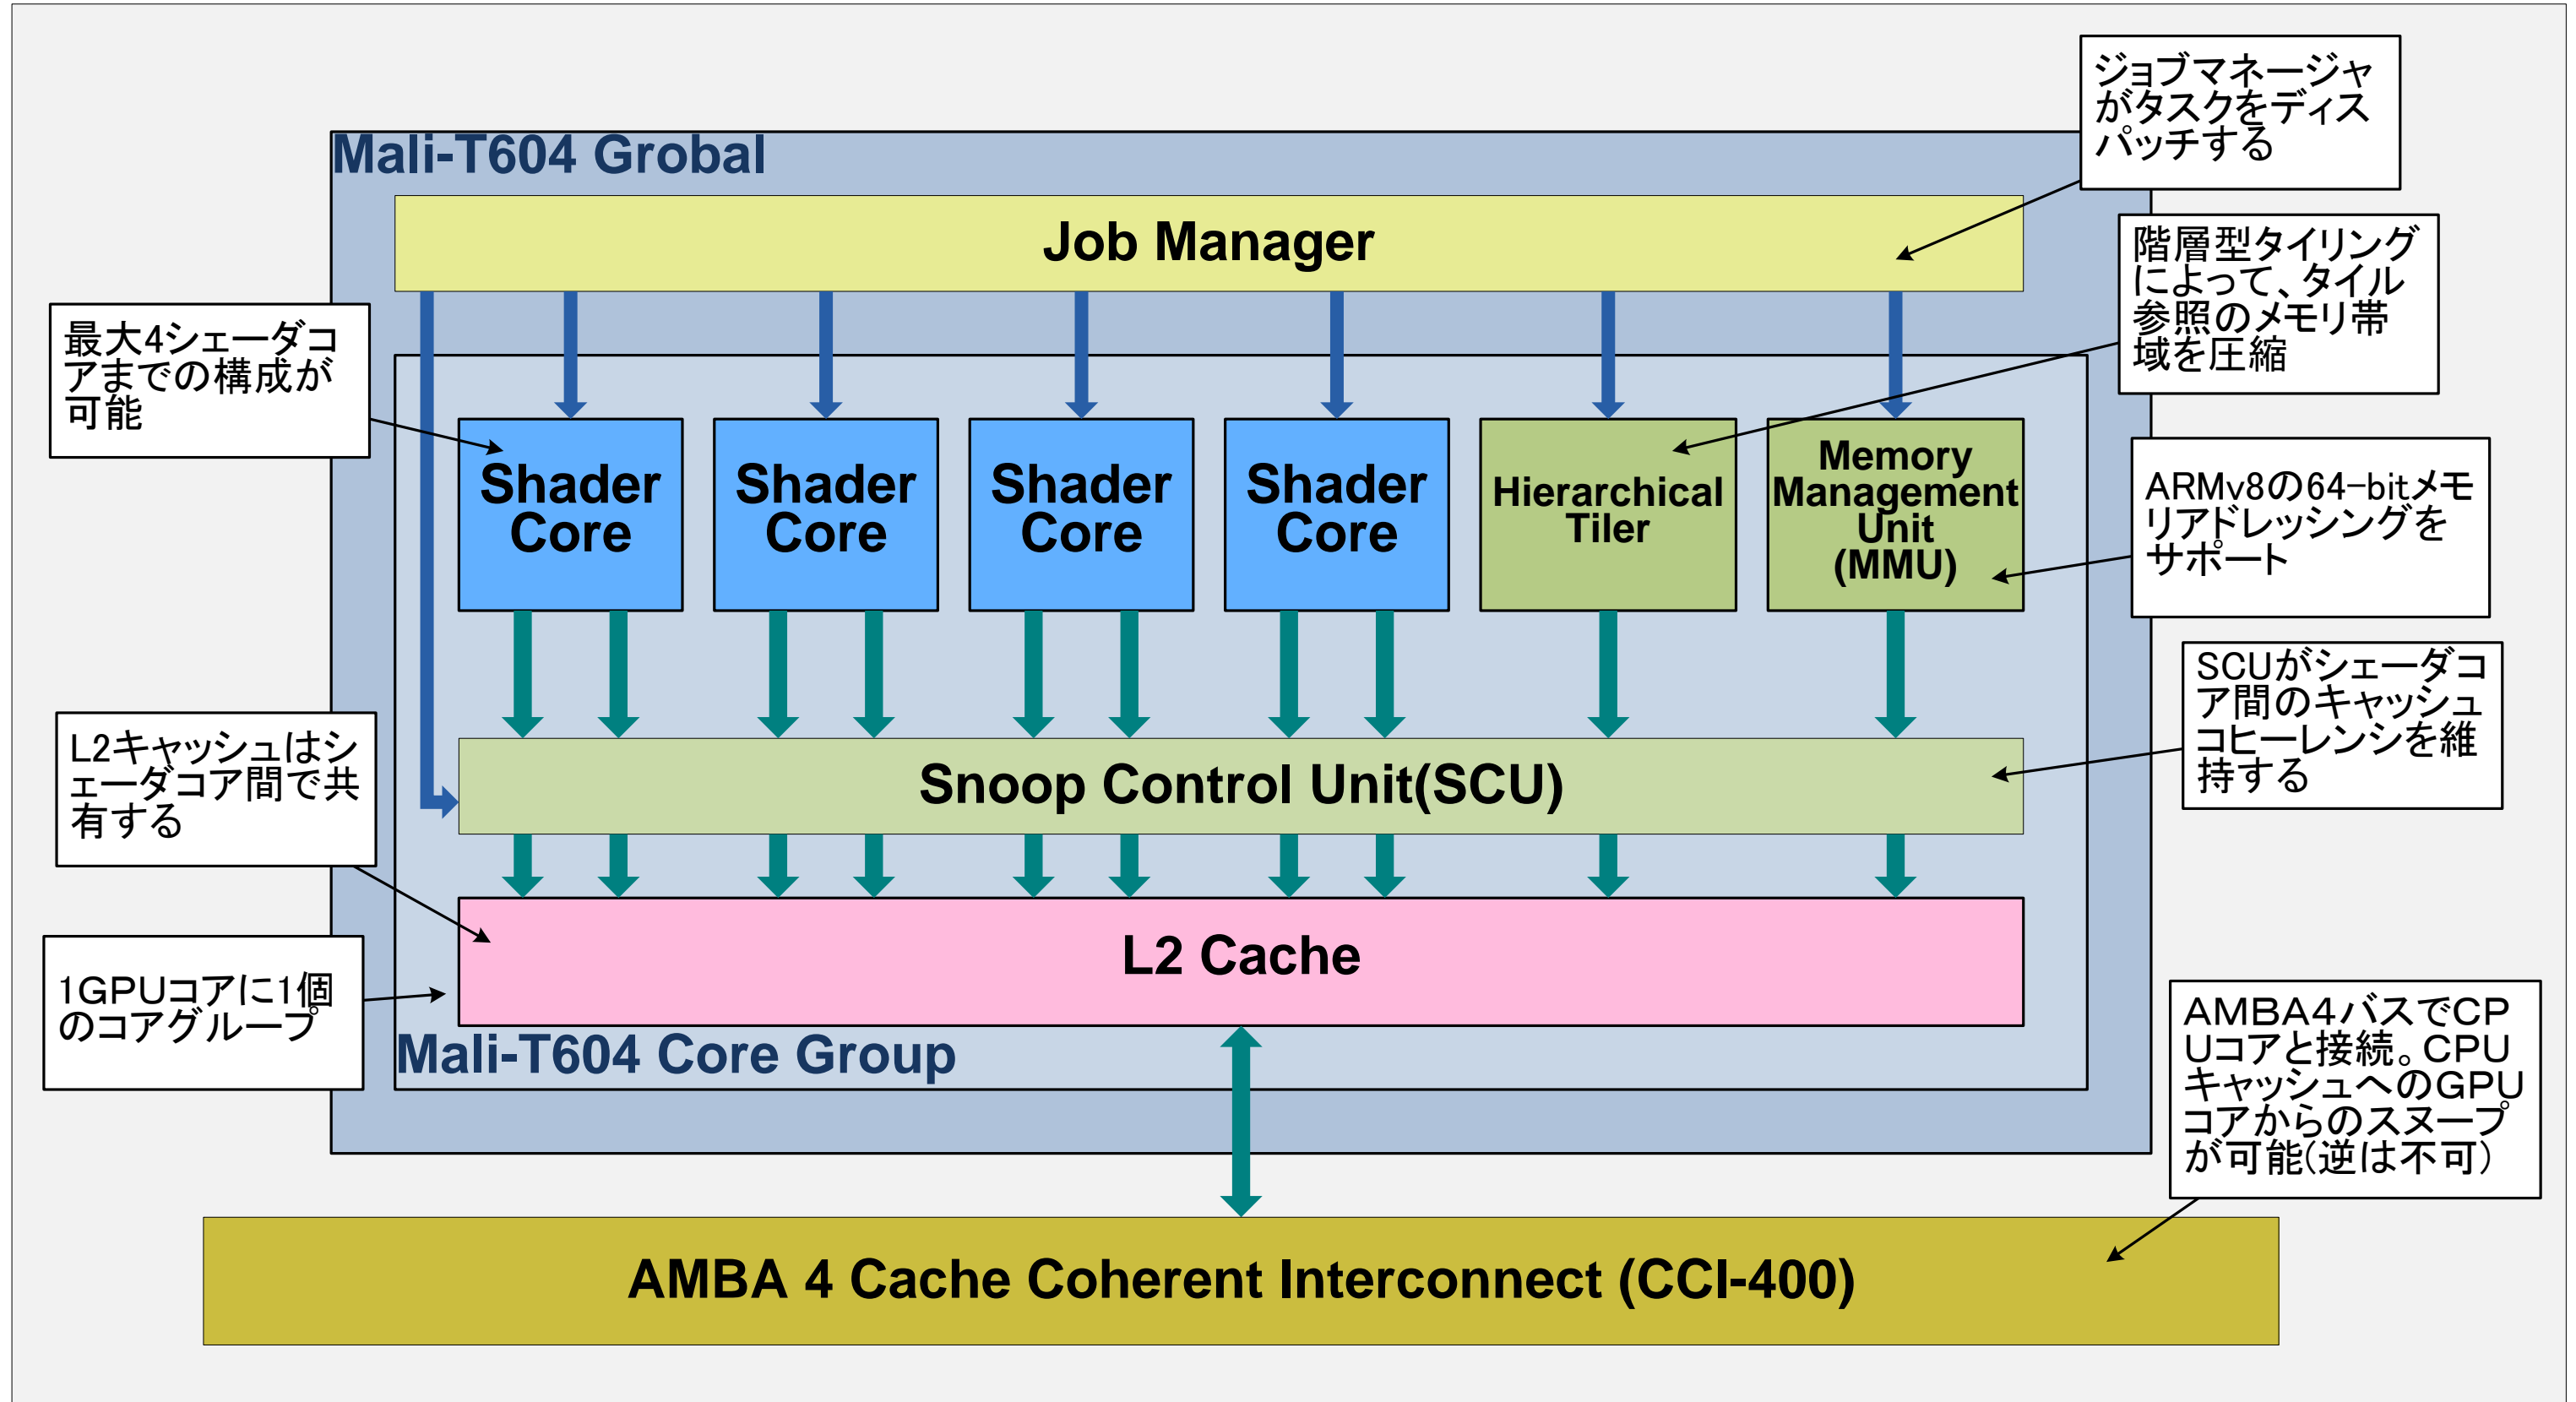 ジョブマネージャ
がタスクをディス
パッチする
Mali-T604 Grobal
Job Manager
階層型タイリング
によって、タイル
参照のメモリ帯
域を圧縮
最大4シェーダコ
アまでの構成が
可能
Shader
Core
Shader
Core
Shader
Core
Shader
Core
Hierarchical
Tiler
Memory
Management
Unit
(MMU)
ARMv8の64-bitメモ
リアドレッシングを
サポート
SCUがシェーダコ
ア間のキャッシュ
コヒーレンシを維
持する
L2キャッシュはシ
ェーダコア間で共
有する
Snoop Control Unit(SCU)
L2 Cache
1GPUコアに1個
のコアグループ
Mali-T604 Core Group
AMBA4バスでCP
Uコアと接続。CPU
キャッシュへのGPU
コアからのスヌープ
が可能(逆は不可)
AMBA 4 Cache Coherent Interconnect (CCI-400)